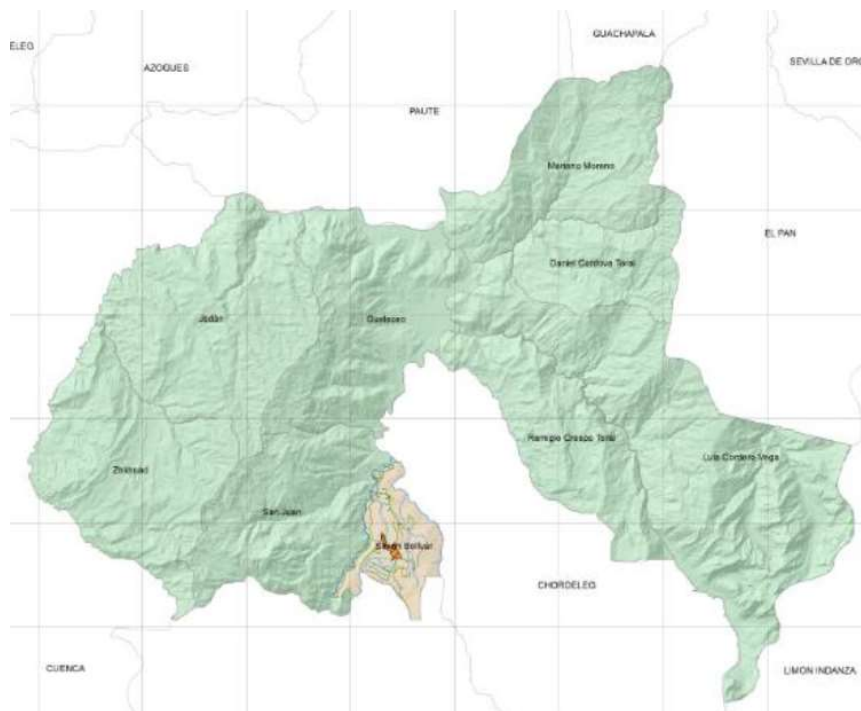 GUACHAPALA
ELEG
AZOGUES
SEVILLA DE ORO
PAUTE
Mariano Moreno
EL PAN
Daniel Cordova Toral
Jadán
Gualaceo
Remigio Crespo Toral
Luis Cordero Vega
Zhidmad
San Juan
Simón Bolívar
CHORDELEG
CUENCA
LIMON INDANZA